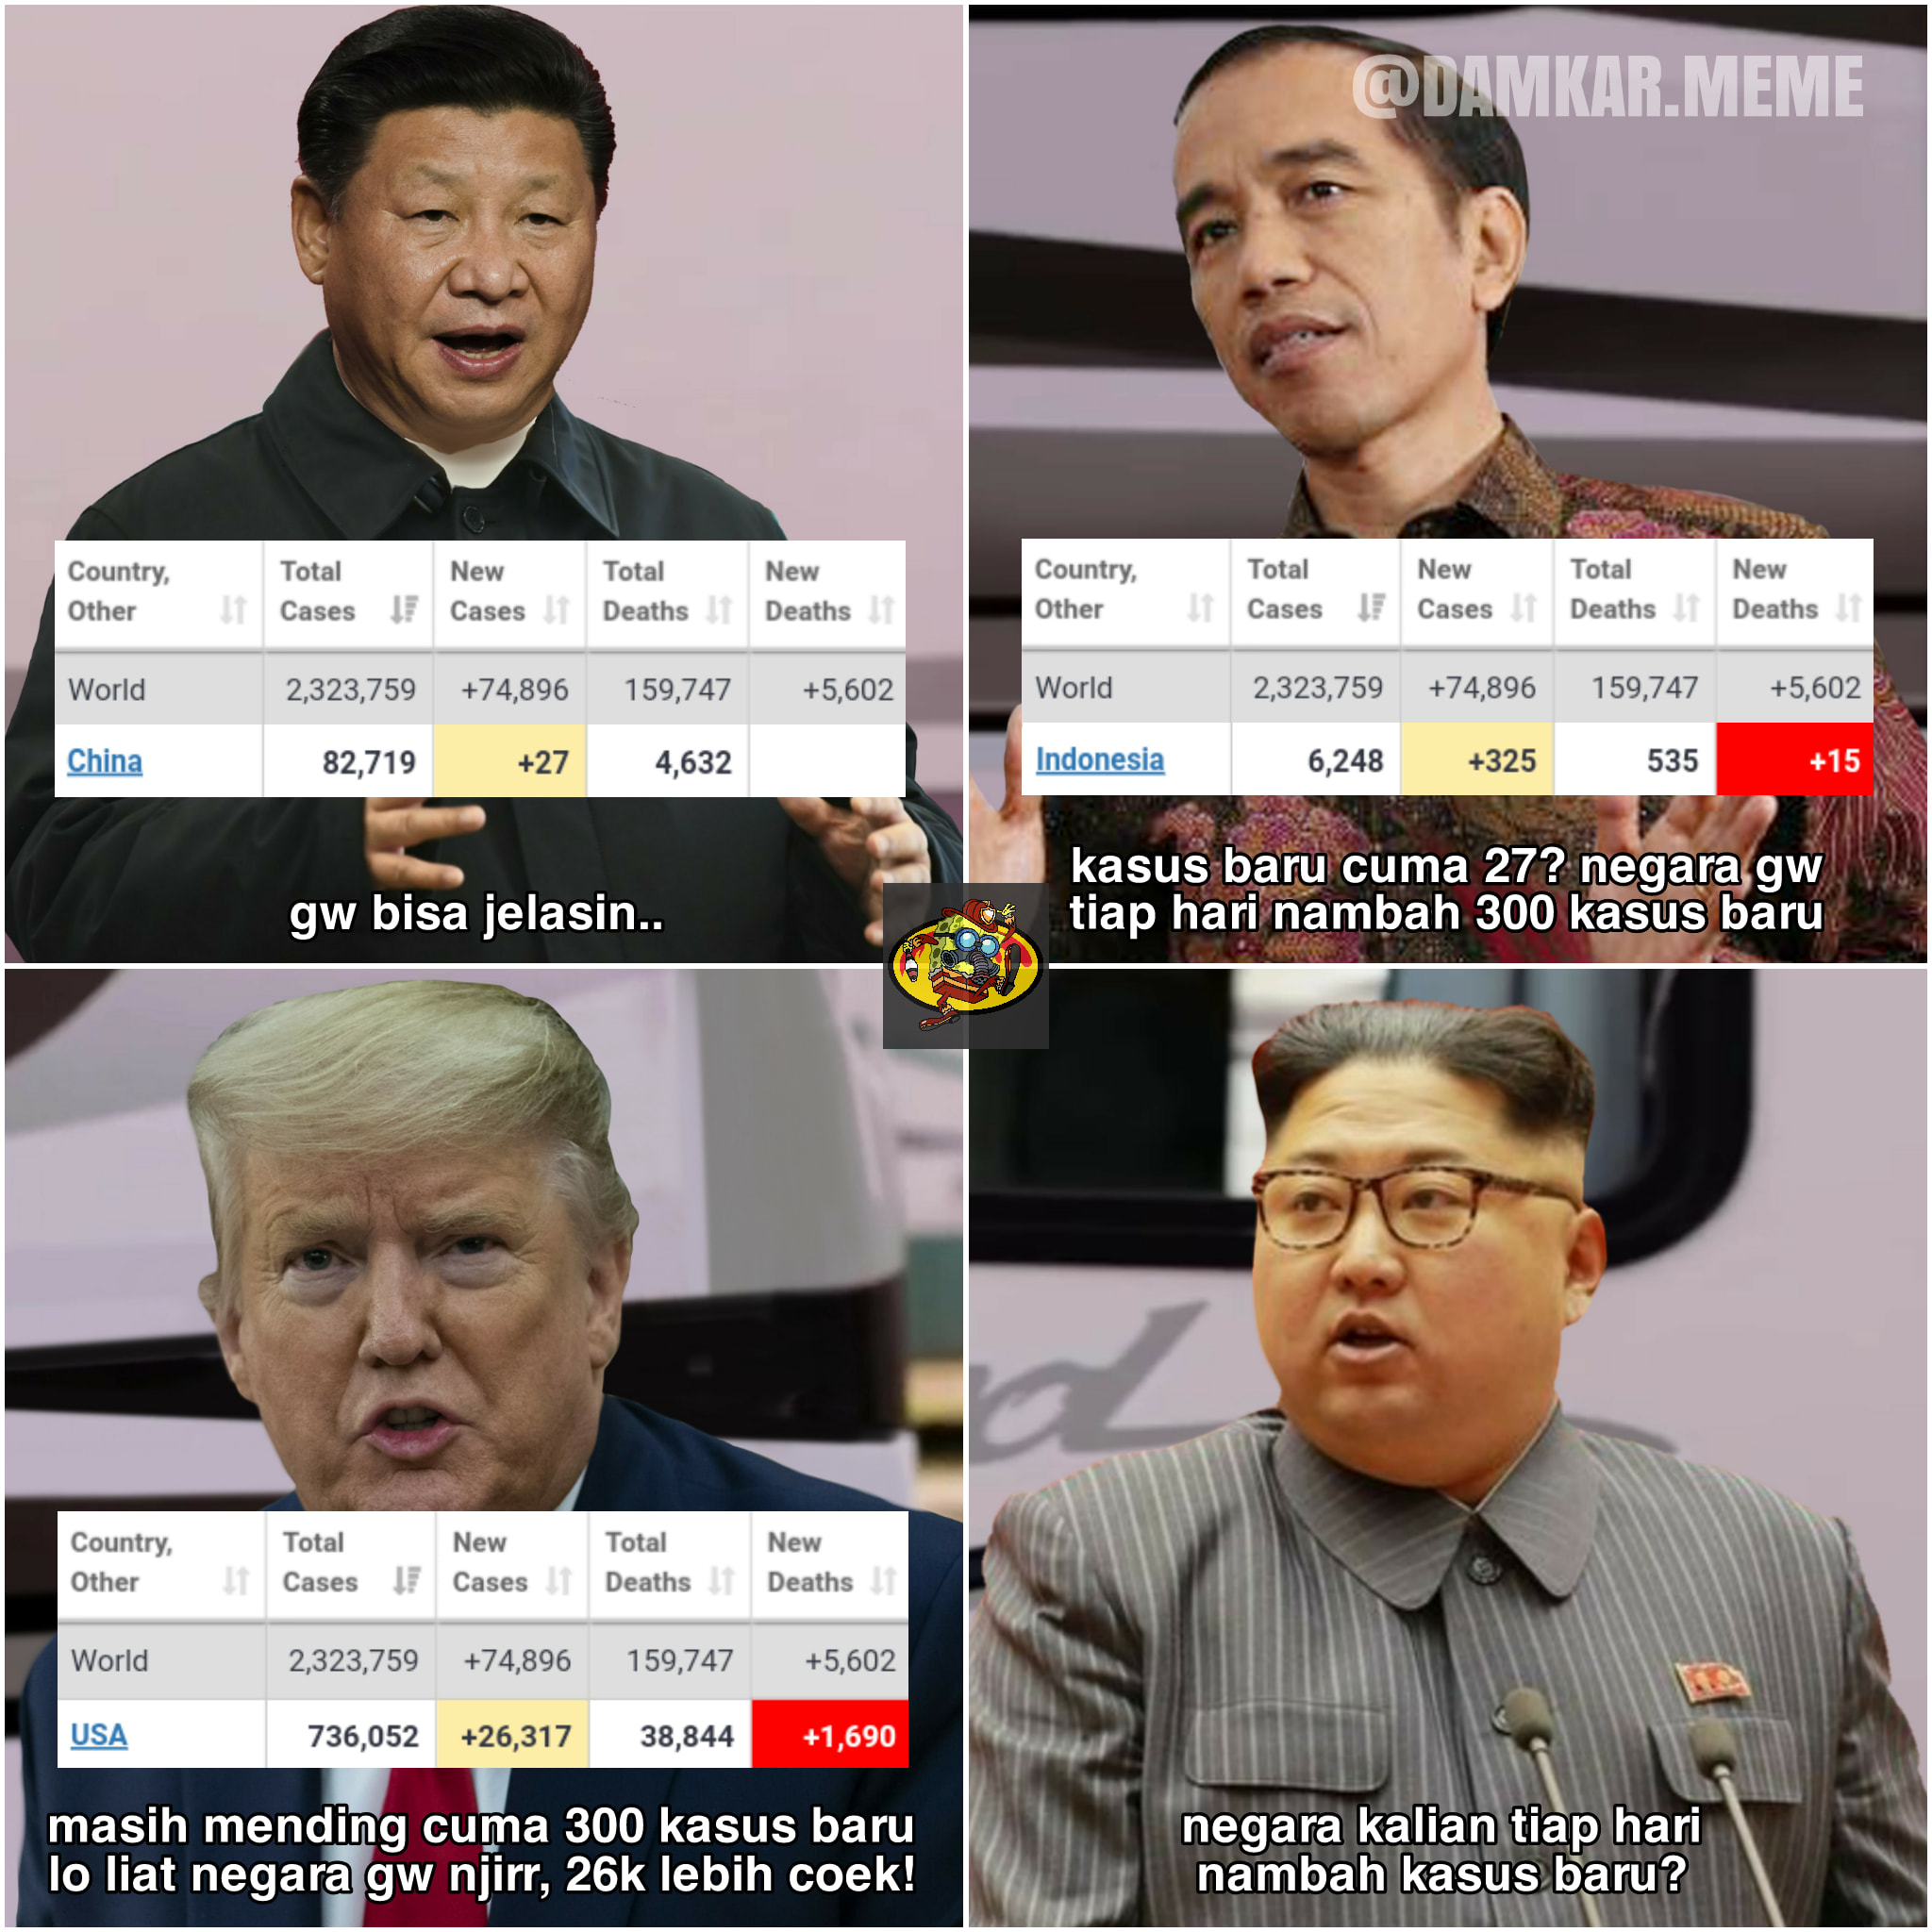 Country, Other Total Cases New Cases Total Deaths New Deaths
World 2,323,759 +74,896 159,747 +5,602
China 82,719 +27 4,632
gw bisa jelasin..
@DAMKAR.MEME
Country, Other Total Cases New Cases Total Deaths New Deaths
World 2,323,759 +74,896 159,747 +5,602
Indonesia 6,248 +325 535 +15
kasus baru cuma 27? negara gw
tiap hari nambah 300 kasus baru
Country, Other Total Cases New Cases Total Deaths New Deaths
World 2,323,759 +74,896 159,747 +5,602
USA 736,052 +26,317 38,844 +1,690
masih mending cuma 300 kasus baru
lo liat negara gw njirr, 26k lebih coek!
negara kalian tiap hari
nambah kasus baru?